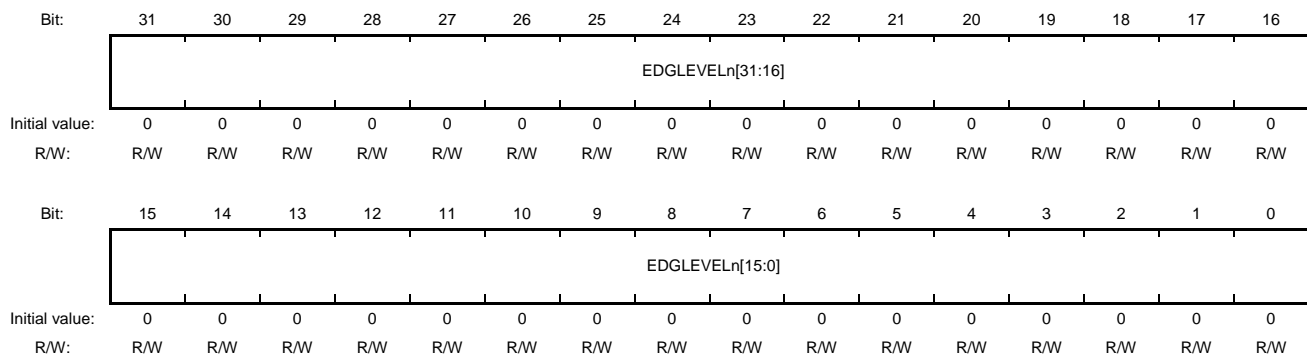 Bit: 31 30 29 28 27 26 25 24 23 22 21 20 19 18 17 16
EDGLEVELn[31:16]
Initial value: 0 0 0 0 0 0 0 0 0 0 0 0 0 0 0 0
R/W: R/W R/W R/W R/W R/W R/W R/W R/W R/W R/W R/W R/W R/W R/W R/W R/W
Bit: 15 14 13 12 11 10 9 8 7 6 5 4 3 2 1 0
EDGLEVELn[15:0]
Initial value: 0 0 0 0 0 0 0 0 0 0 0 0 0 0 0 0
R/W: R/W R/W R/W R/W R/W R/W R/W R/W R/W R/W R/W R/W R/W R/W R/W R/W